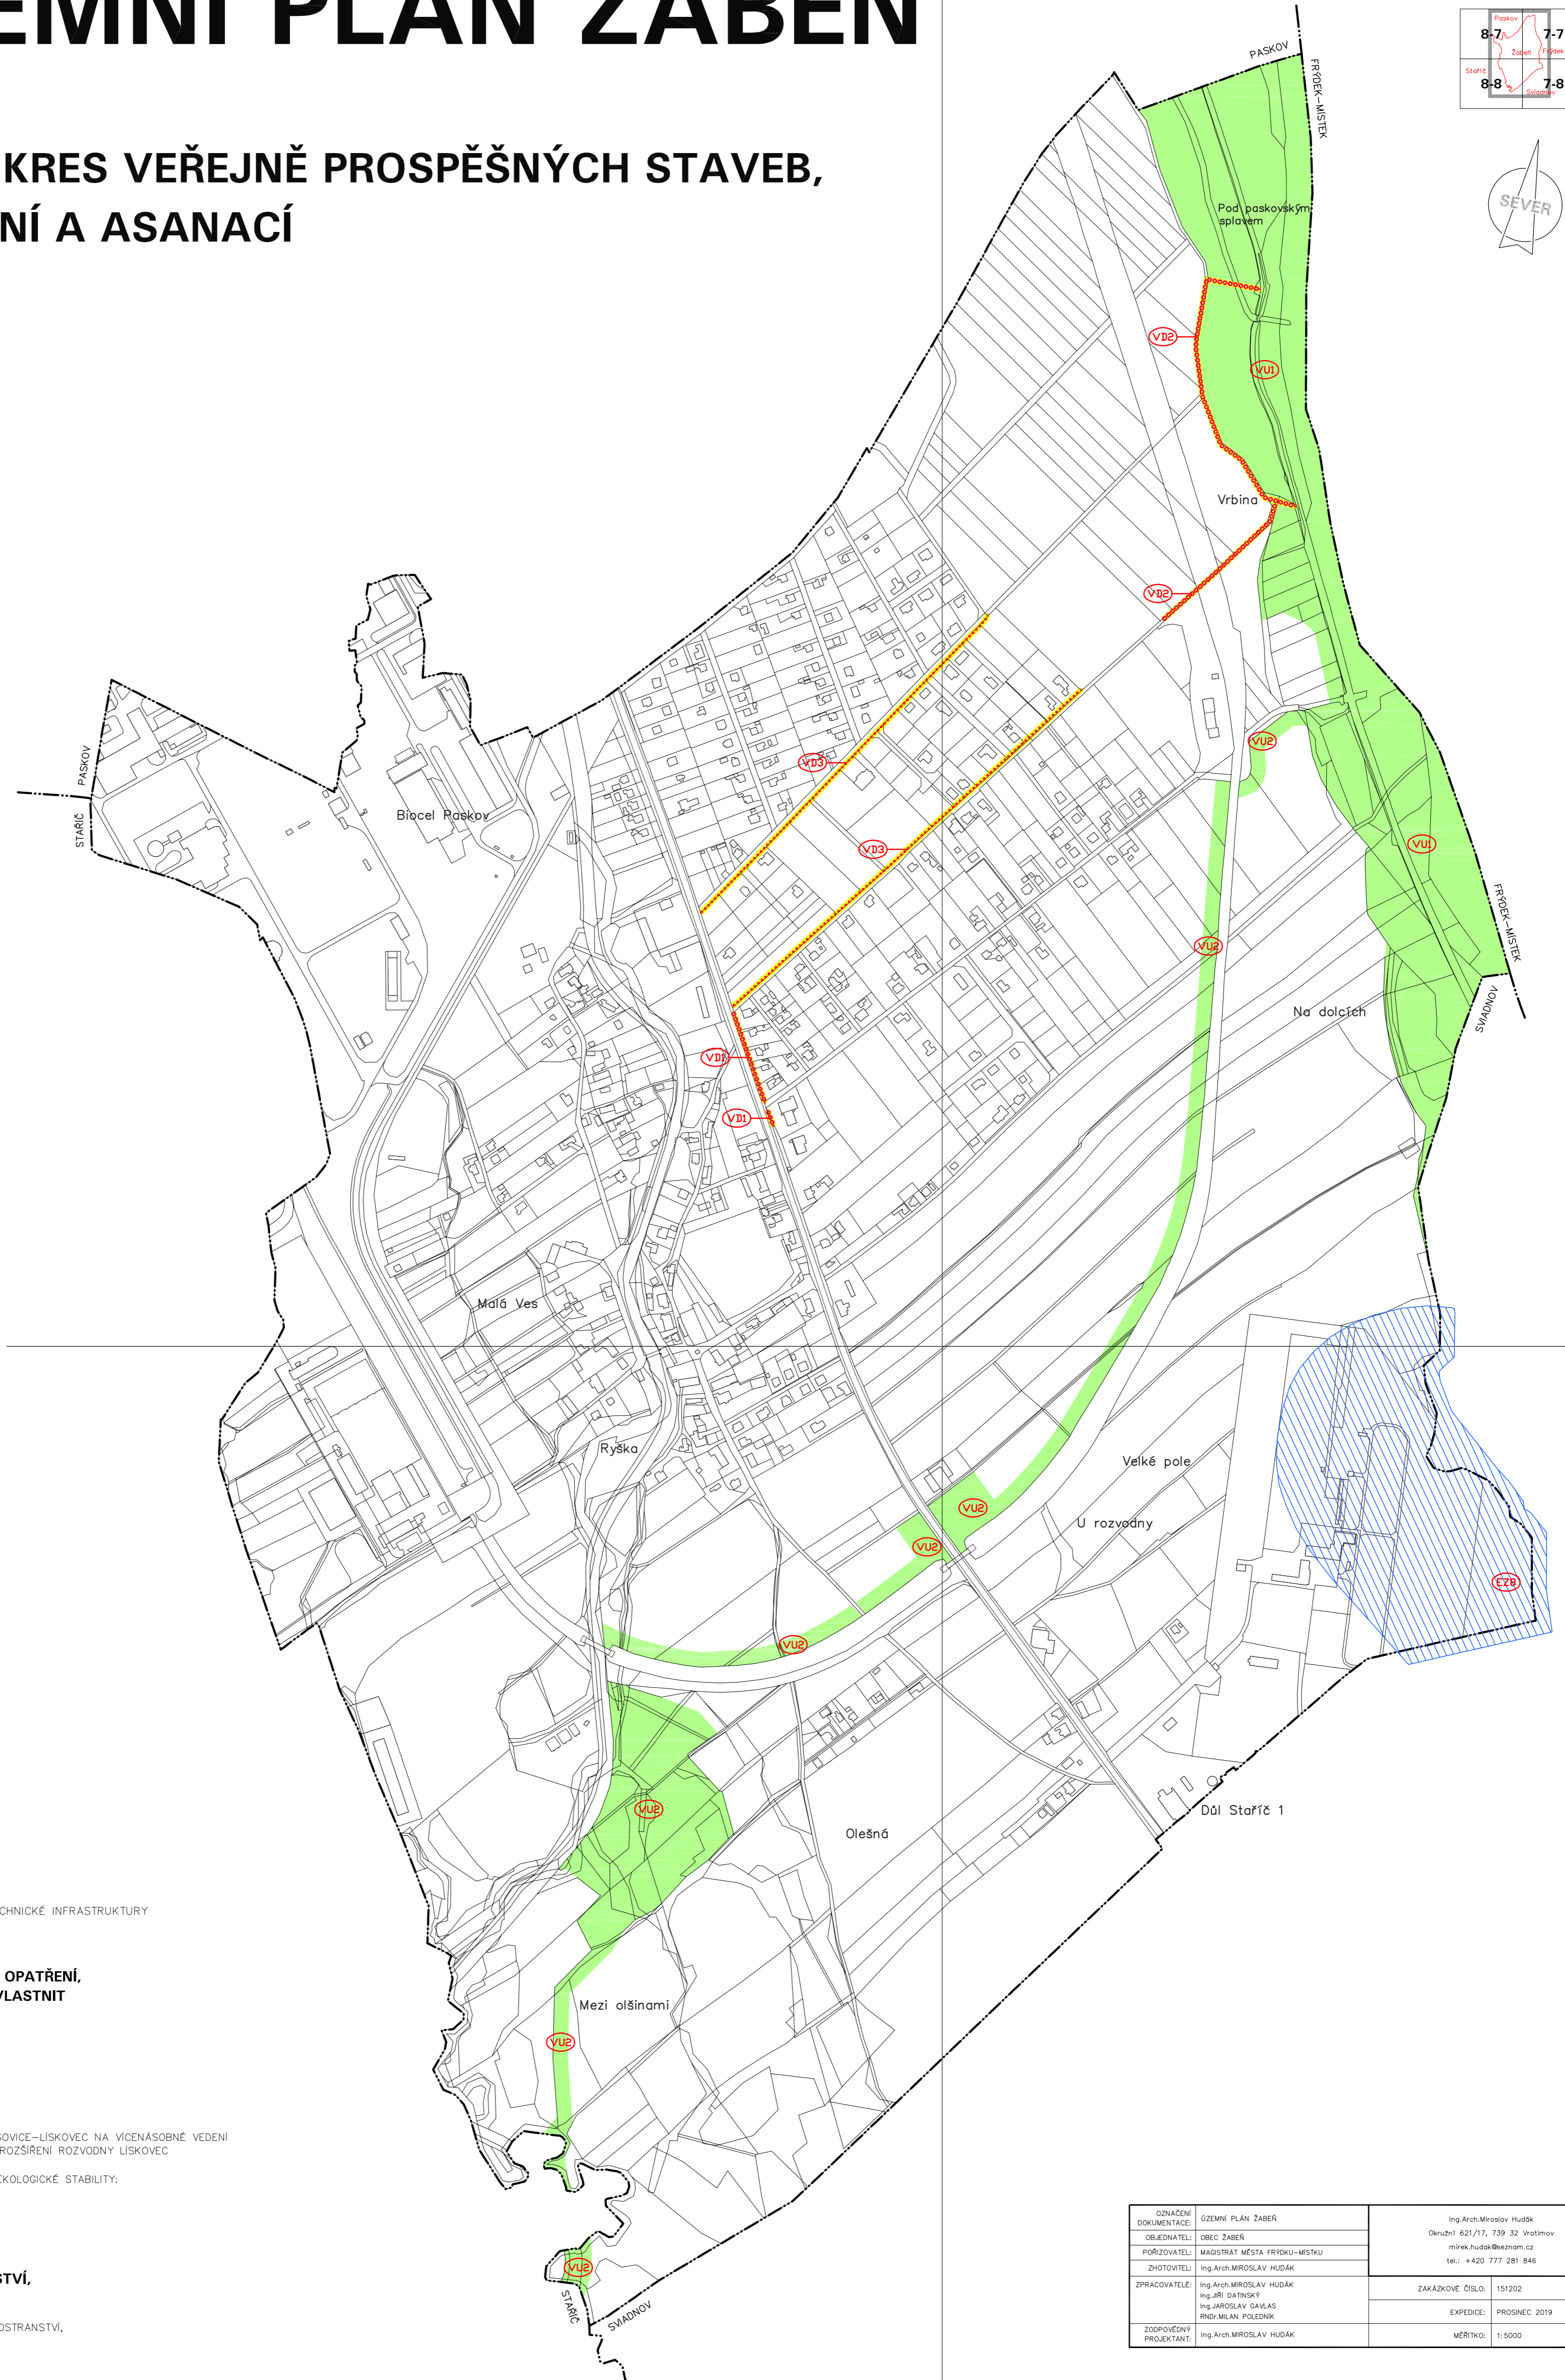 EMNÍ PLÁN ŽABEŇ
KRES VEŘEJNĚ PROSPĚŠNÝCH STAVEB,
NÍ A ASANACÍ
Paskov
8-7
7-7
Žabeň
Frýdek
Staříč
8-8
7-8
Sviadnov
SEVER
PASKOV
FRÝDEK-MÍSTEK
Pod paskovským
splavem
VD2
VU1
Vrbina
VD2
VU2
PASKOV
STAŘÍČ
Biocel Paskov
VD3
VD3
VU1
FRÝDEK-MÍSTEK
VU2
SVIADNOV
Na dolcích
VD2
VD1
Malá Ves
Ryška
Velké pole
VU2
U rozvodny
VU2
EZ8
VU2
VU2
Důl Staříč 1
Olešná
CHNICKÉ INFRASTRUKTURY
OPATŘENÍ,
VLASTNIT
Mezi olšinami
VU2
ŠOVICE-LÍSKOVEC NA VÍCENÁSOBNÉ VEDENÍ
ROZŠÍŘENÍ ROZVODNY LÍSKOVEC
EKOLOGICKÉ STABILITY:
VU2
STVÍ,
STAŘÍČ
SVIADNOV
OSTRANSTVÍ,
OZNAČENÍ
DOKUMENTACE:
ÚZEMNÍ PLÁN ŽABEŇ
OBJEDNATEL:
OBEC ŽABEŇ
POŘIZOVATEL:
MAGISTRÁT MĚSTA FRÝDKU-MÍSTKU
ZHOTOVITEL:
Ing.Arch.MIROSLAV HUDÁK
ZPRACOVATELÉ:
Ing.Arch.MIROSLAV HUDÁK
Ing.JIŘÍ DATINSKÝ
Ing.JAROSLAV GAVLAS
RNDr.MILAN POLEDNÍK
ZODPOVĚDNÝ
PROJEKTANT:
Ing.Arch.MIROSLAV HUDÁK
Ing.Arch.Miroslav Hudák
Okružní 621/17, 739 32 Vratimov
mirek.hudak@seznam.cz
tel.: +420 777 281 846
ZAKÁZKOVÉ ČÍSLO:
151202
EXPEDICE:
PROSINEC 2019
MĚŘÍTKO:
1:5000